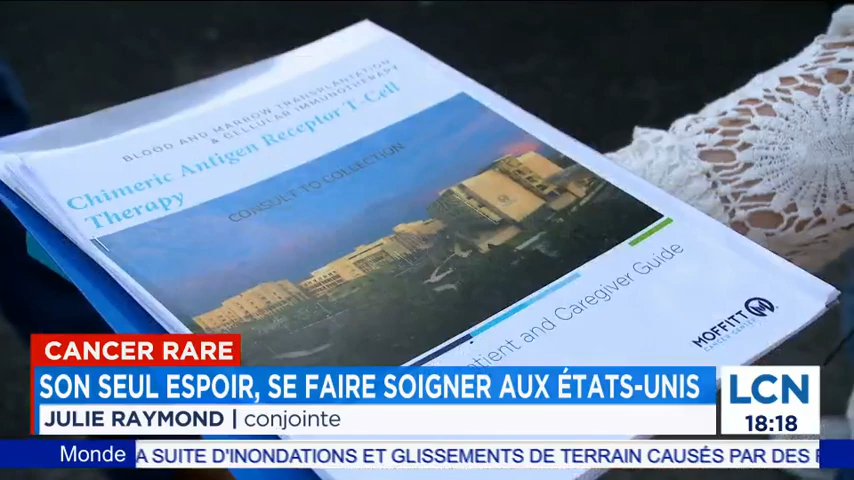 BLOOD AND MARROW TRANSPLANTATION
& CELLULAR IMMUNOTHERAPY
Chimeric Antigen Receptor T-Cell
Therapy
CONSULT TO COLLECTION
Patient and Caregiver Guide
MOFFITT
CANCER CENTER
CANCER RARE
SON SEUL ESPOIR, SE FAIRE SOIGNER AUX ÉTATS-UNIS
JULIE RAYMOND | conjointe
LCN
18:18
Monde
A SUITE D'INONDATIONS ET GLISSEMENTS DE TERRAIN CAUSÉS PAR DES